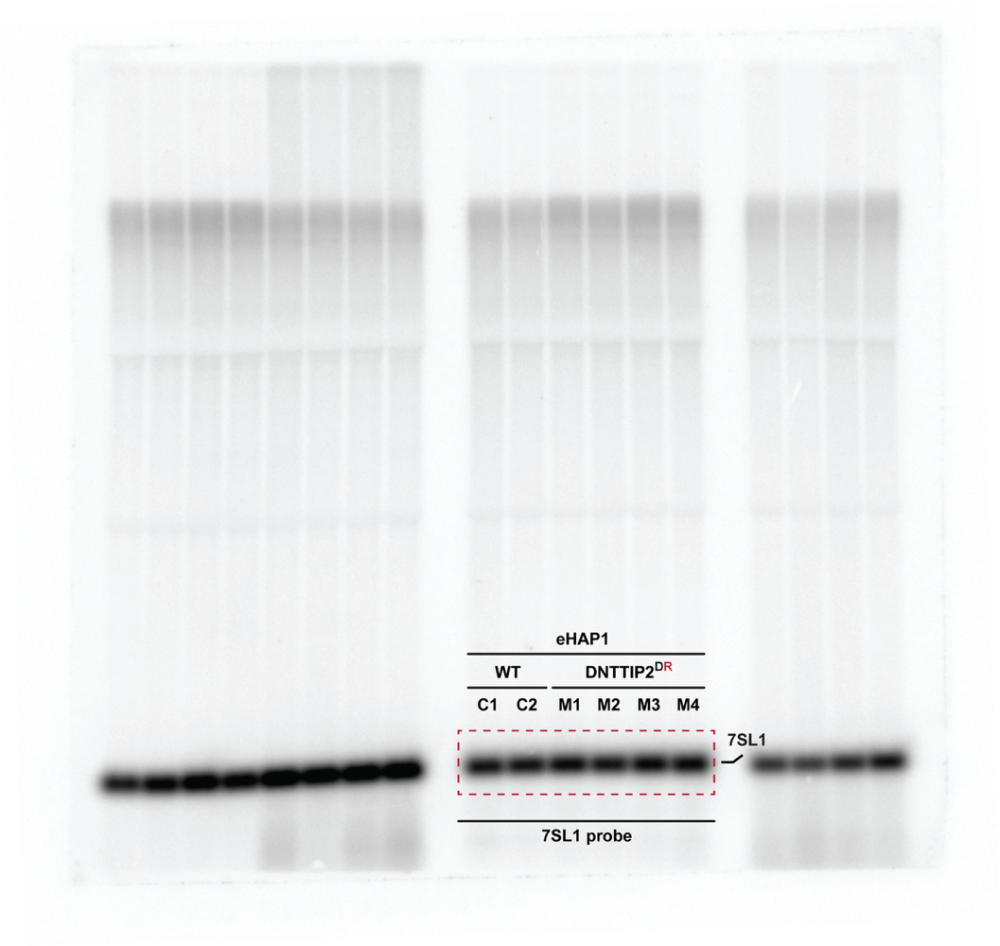 eHAP1
WT DNTTIP2ᴰᴿ
C1 C2 M1 M2 M3 M4
7SL1
7SL1 probe